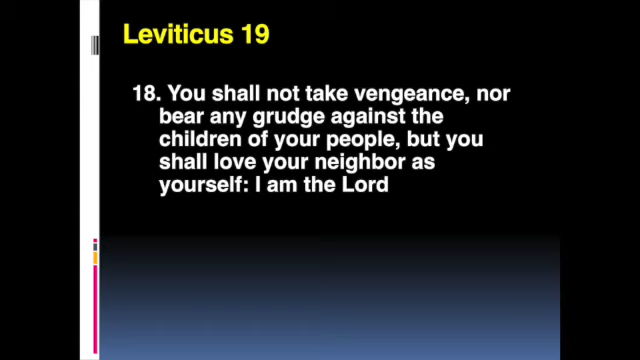 Leviticus 19
18. You shall not take vengeance, nor
bear any grudge against the
children of your people, but you
shall love your neighbor as
yourself: I am the Lord